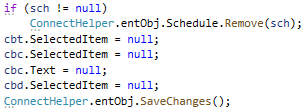 if (sch != null)
ConnectHelper.entObj.Schedule.Remove(sch);
cbt.SelectedItem = null;
cbc.SelectedItem = null;
cbc.Text = null;
cbd.SelectedItem = null;
ConnectHelper.entObj.SaveChanges();